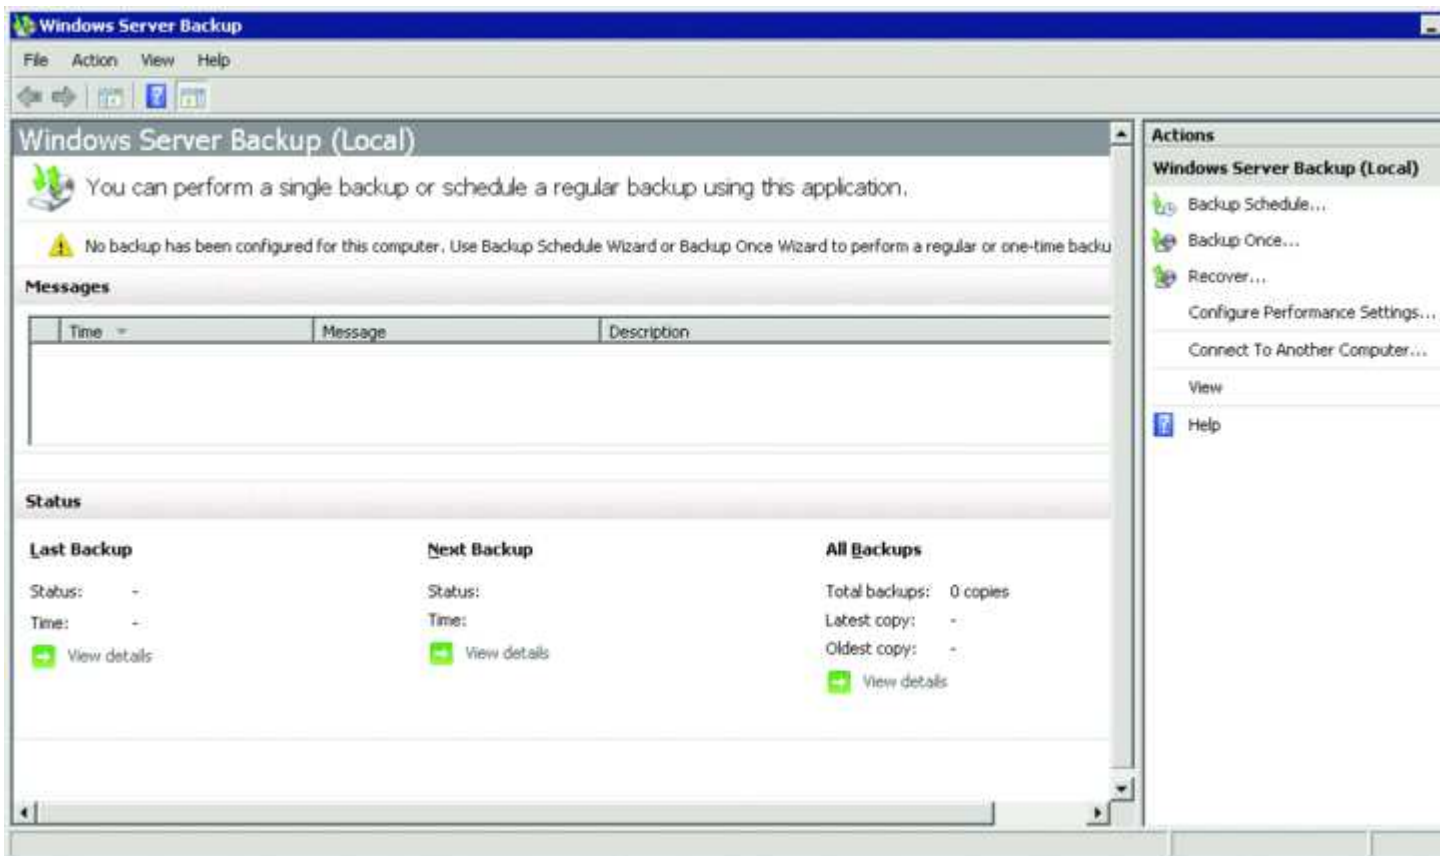 Windows Server Backup
File Action View Help
Windows Server Backup (Local)
You can perform a single backup or schedule a regular backup using this application.
No backup has been configured for this computer. Use Backup Schedule Wizard or Backup Once Wizard to perform a regular or one-time backu
Messages
Time Message Description
Status
Last Backup Next Backup All Backups
Status: - Status: Total backups: 0 copies
Time: - Time: Latest copy: -
View details View details Oldest copy: -
View details
Actions
Windows Server Backup (Local)
Backup Schedule...
Backup Once...
Recover...
Configure Performance Settings...
Connect To Another Computer...
View
Help